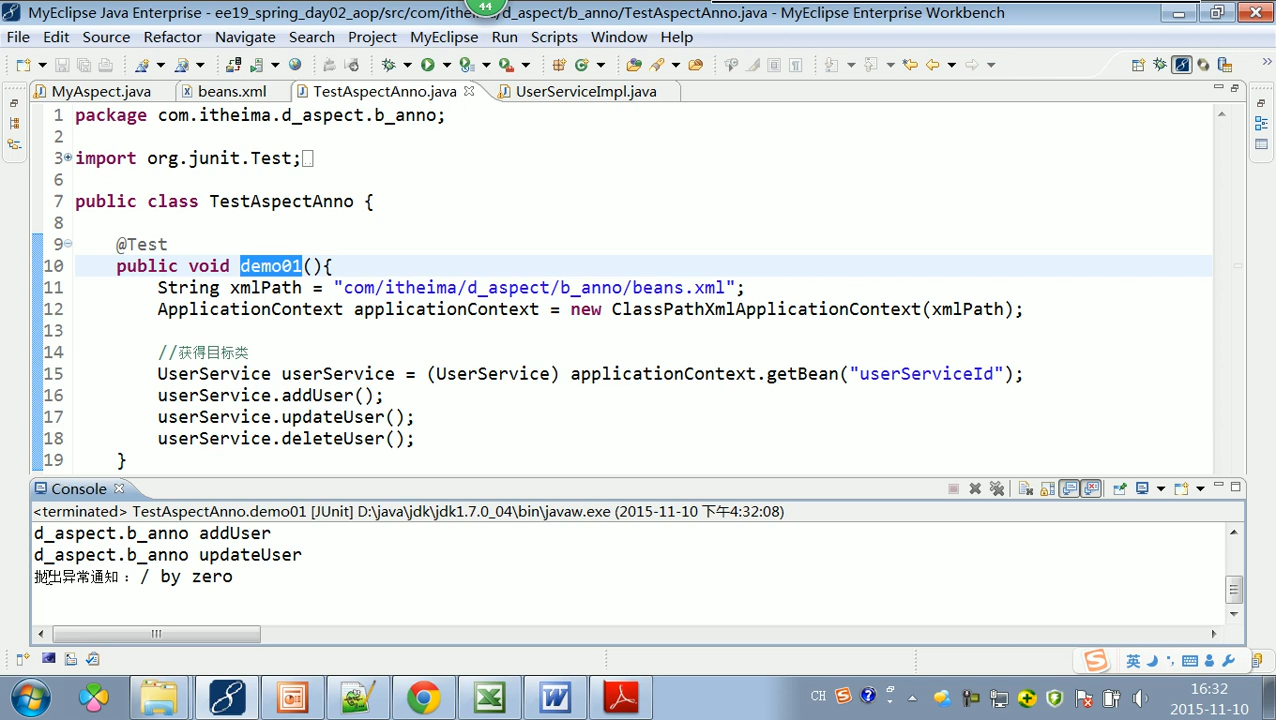 MyEclipse Java Enterprise - ee19_spring_day02_aop/src/com/ithei
44
_aspect/b_anno/TestAspectAnno.java - MyEclipse Enterprise Workbench
File Edit Source Refactor Navigate Search Project MyEclipse Run Scripts Window Help
MyAspect.java beans.xml TestAspectAnno.java UserServiceImpl.java
1 package com.itheima.d_aspect.b_anno;
2
3 import org.junit.Test;
6
7 public class TestAspectAnno {
8
9 @Test
10 public void demo01(){
11 String xmlPath = "com/itheima/d_aspect/b_anno/beans.xml";
12 ApplicationContext applicationContext = new ClassPathXmlApplicationContext(xmlPath);
13
14 //获得目标类
15 UserService userService = (UserService) applicationContext.getBean("userServiceId");
16 userService.addUser();
17 userService.updateUser();
18 userService.deleteUser();
19 }
Console
<terminated> TestAspectAnno.demo01 [JUnit] D:\java\jdk\jdk1.7.0_04\bin\javaw.exe (2015-11-10 下午4:32:08)
d_aspect.b_anno addUser
d_aspect.b_anno updateUser
抛出异常通知 : / by zero
英
CH
16:32
2015-11-10